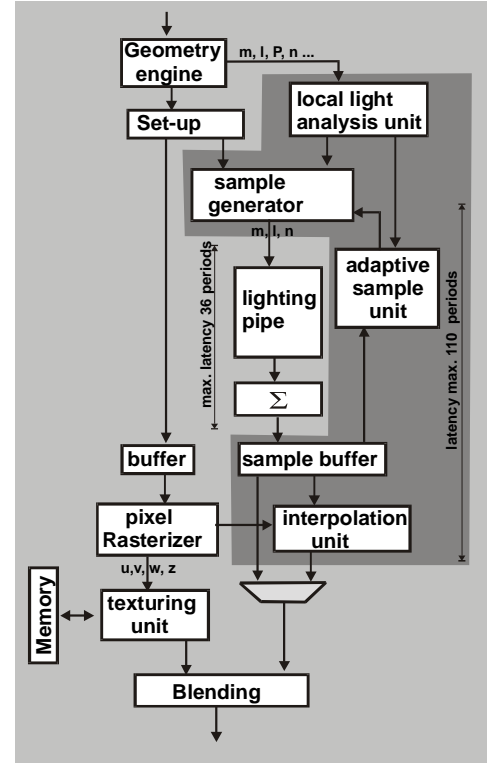 Geometry
engine
m, l, P, n ...
local light
analysis unit
Set-up
sample
generator
m, l, n
adaptive
sample
unit
lighting
pipe
max. latency 36 periods
latency max. 110 periods
Σ
buffer
sample buffer
pixel
Rasterizer
interpolation
unit
u,v, w, z
texturing
unit
Memory
Blending